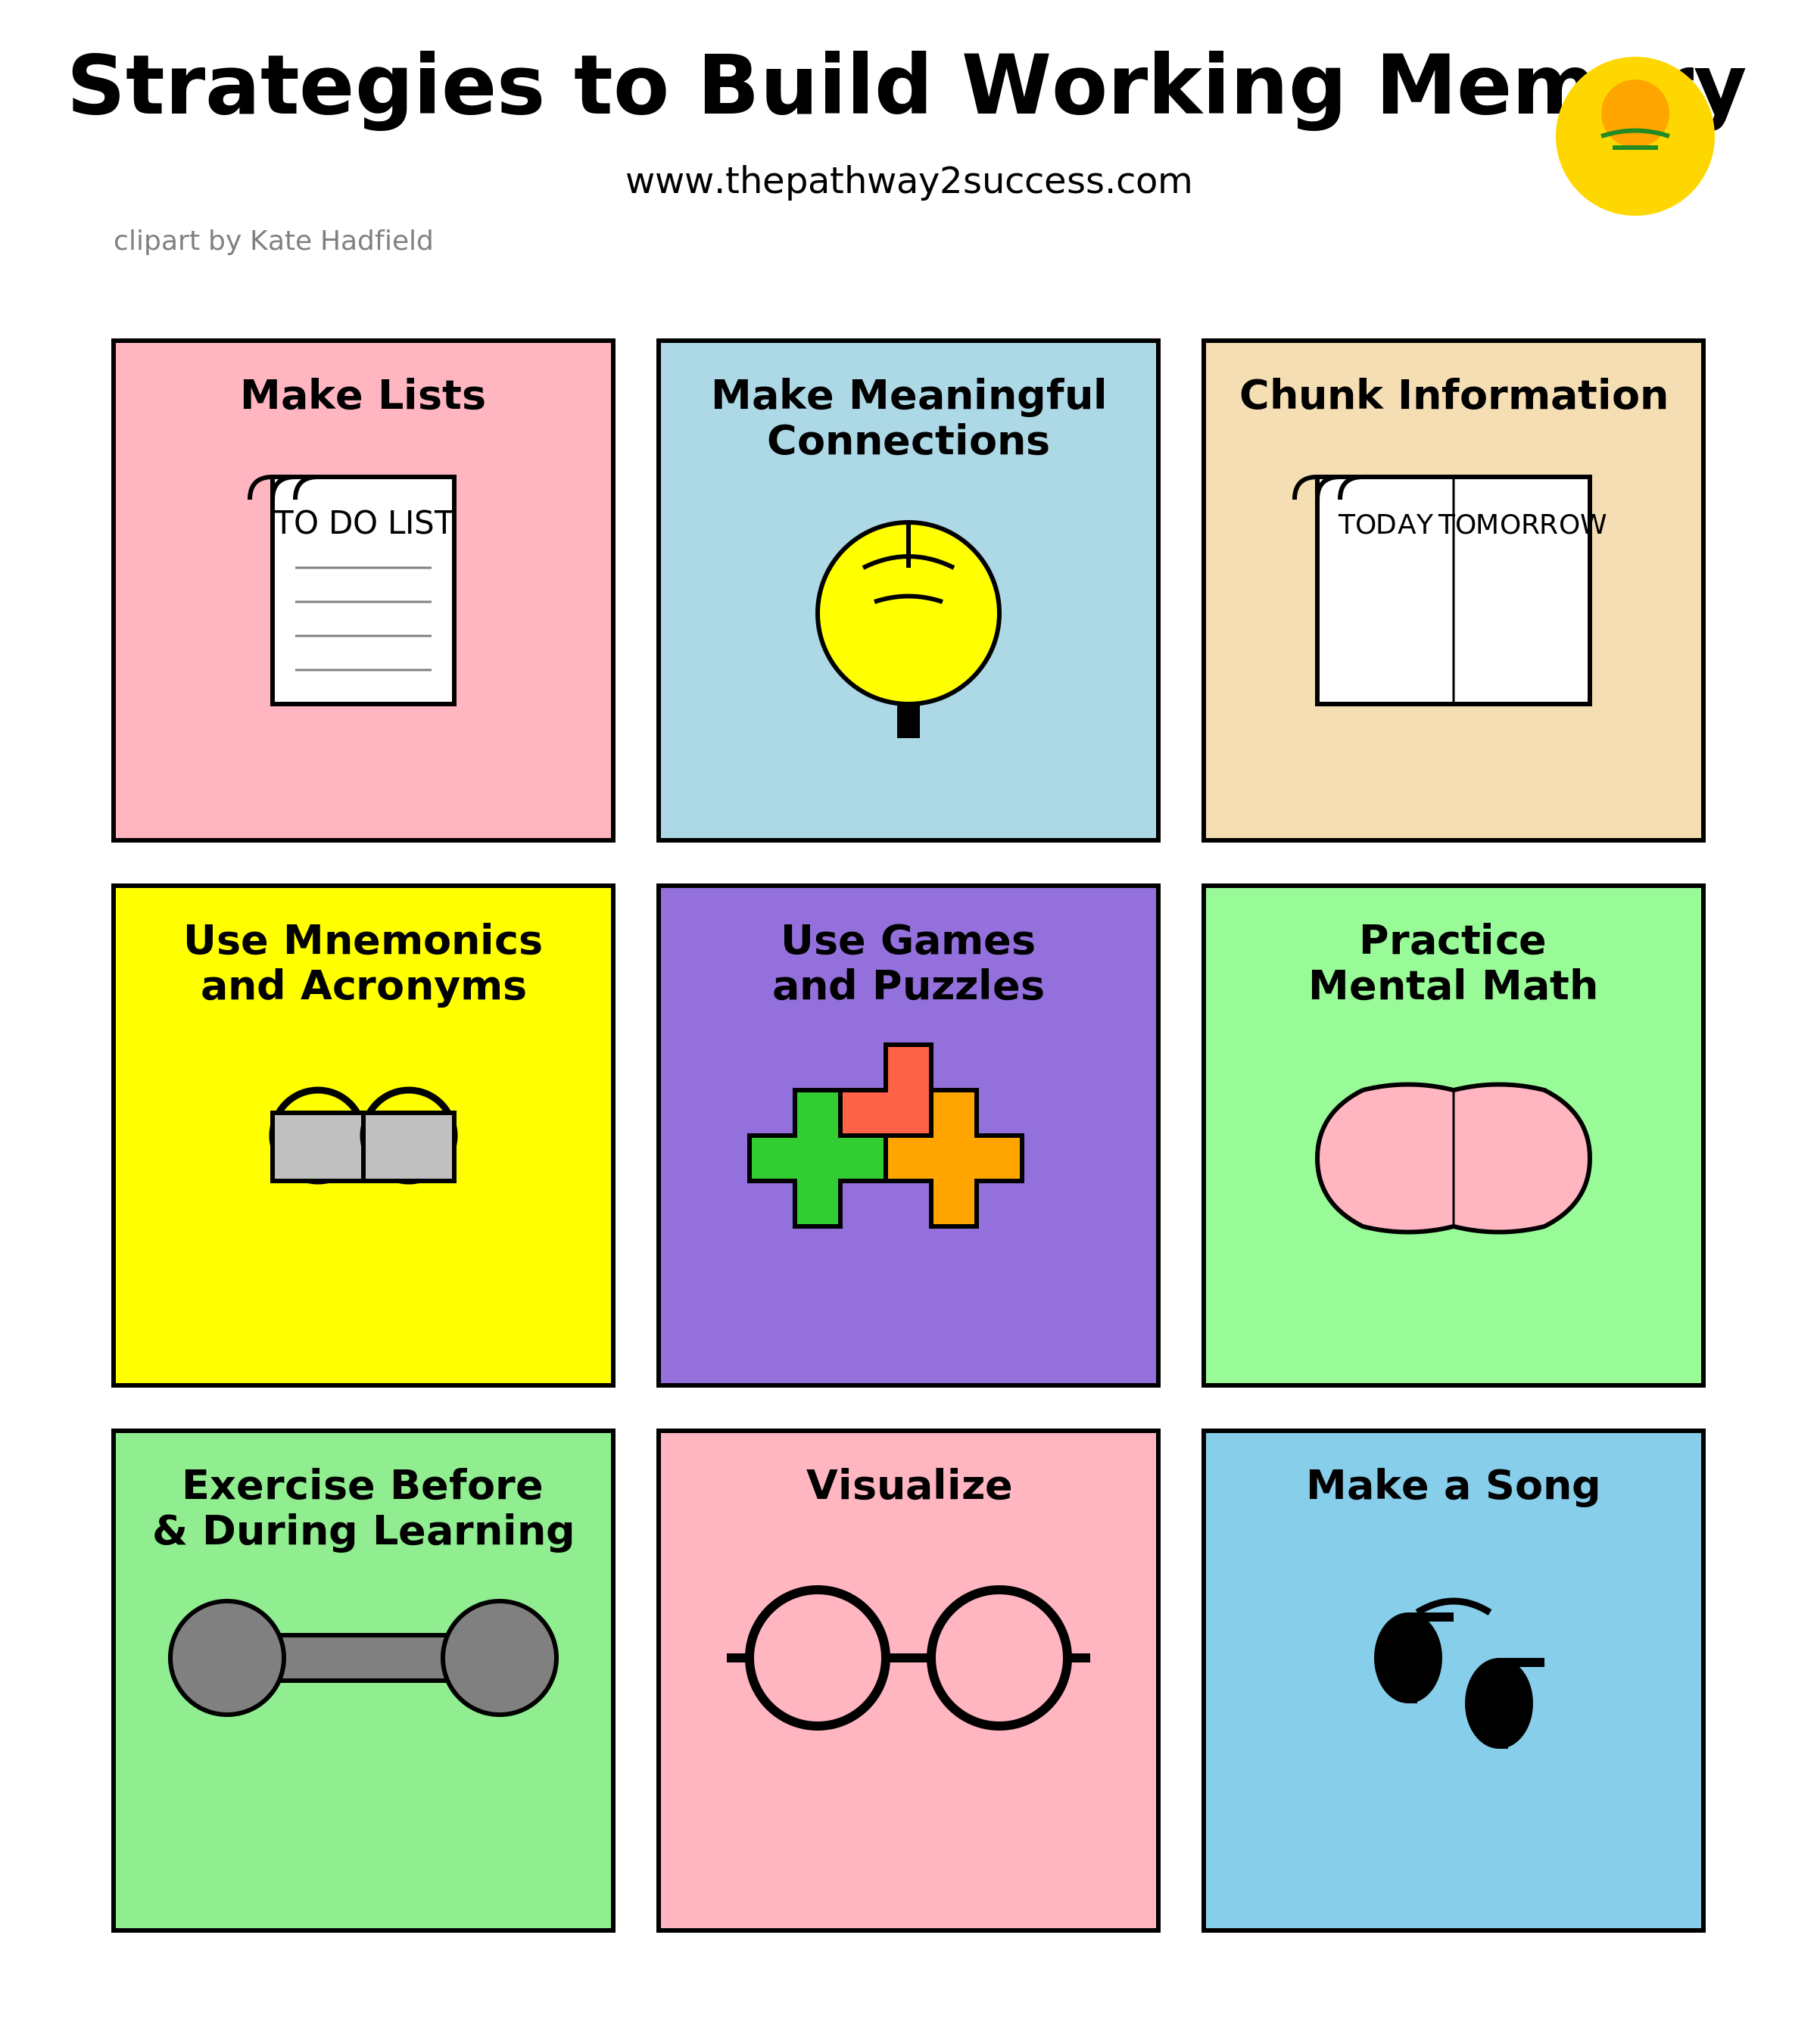 Strategies to Build Working
www.thepathway2success.com
clipart by Kate Hadfield
Make Lists
TO DO LIST
Make Meaningful
Connections
Chunk Information
TODAY TOMORROW
Use Mnemonics
and Acronyms
Use Games
and Puzzles
Practice
Mental Math
Exercise Before
& During Learning
Visualize
Make a Song